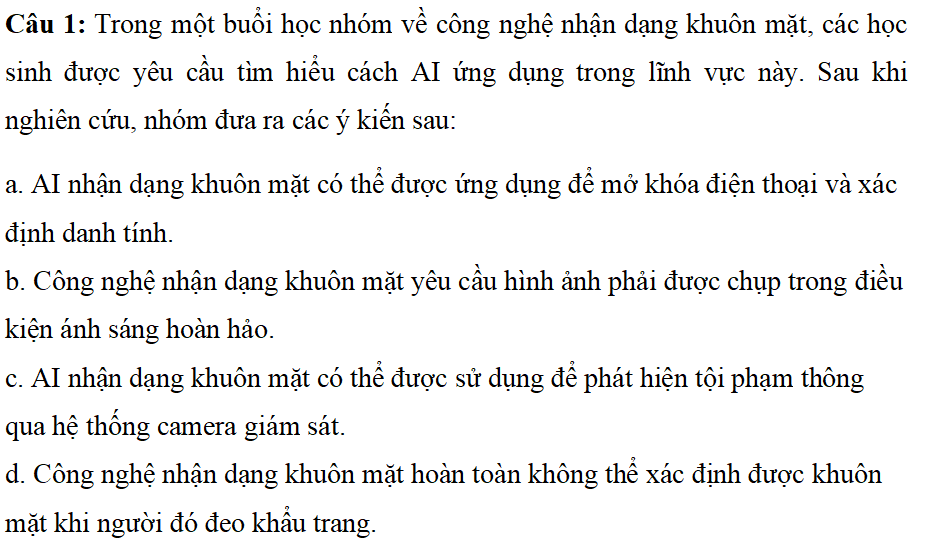 Câu 1: Trong một buổi học nhóm về công nghệ nhận dạng khuôn mặt, các học
sinh được yêu cầu tìm hiểu cách AI ứng dụng trong lĩnh vực này. Sau khi
nghiên cứu, nhóm đưa ra các ý kiến sau:
a. AI nhận dạng khuôn mặt có thể được ứng dụng để mở khóa điện thoại và xác
định danh tính.
b. Công nghệ nhận dạng khuôn mặt yêu cầu hình ảnh phải được chụp trong điều
kiện ánh sáng hoàn hảo.
c. AI nhận dạng khuôn mặt có thể được sử dụng để phát hiện tội phạm thông
qua hệ thống camera giám sát.
d. Công nghệ nhận dạng khuôn mặt hoàn toàn không thể xác định được khuôn
mặt khi người đó đeo khẩu trang.